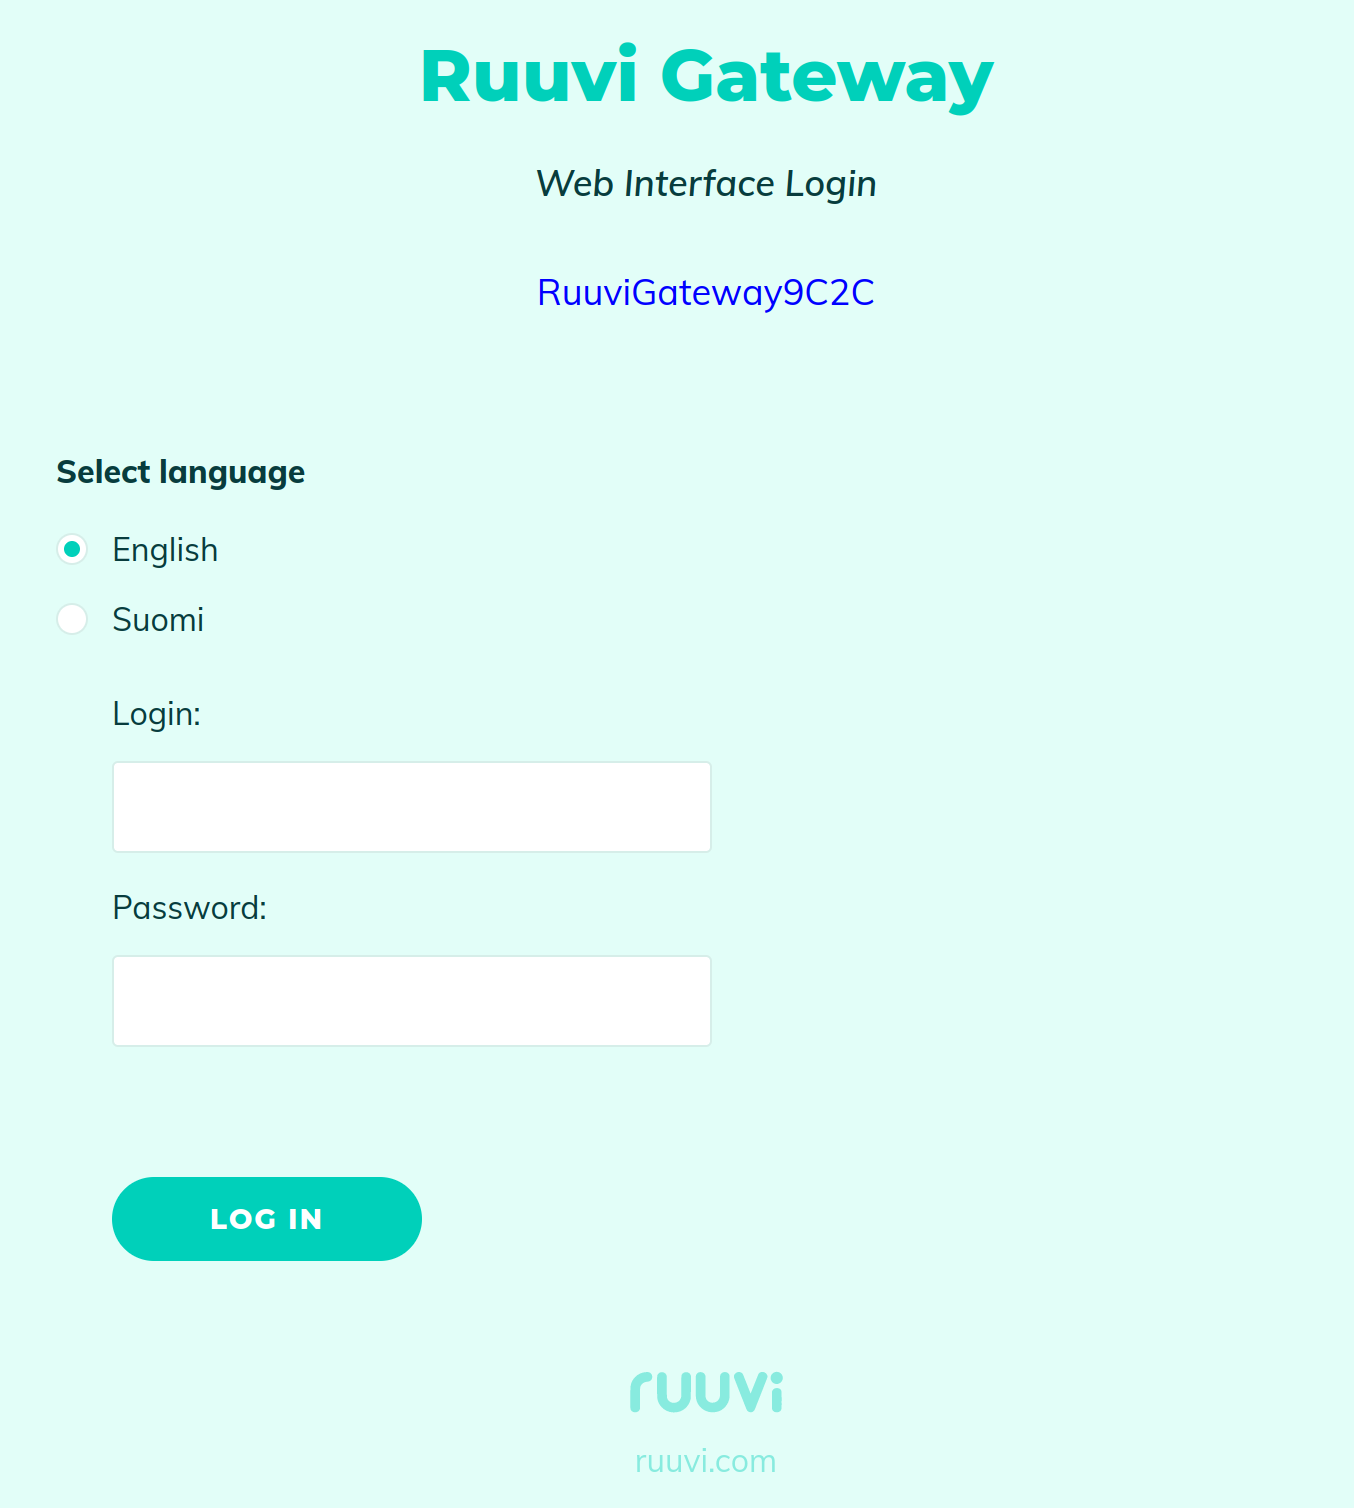 Ruuvi Gateway
Web Interface Login
RuuviGateway9C2C
Select language
English
Suomi
Login:
Password:
LOG IN
ruuvi
ruuvi.com